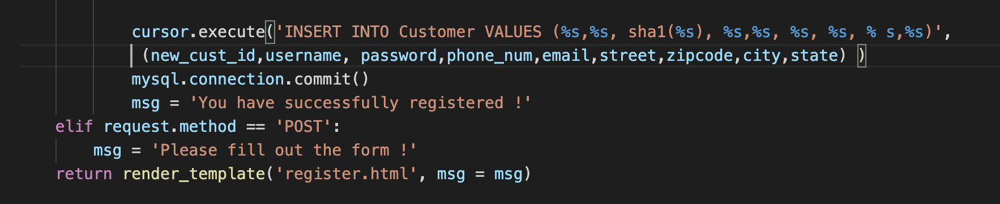 cursor.execute('INSERT INTO Customer VALUES (%s,%s, sha1(%s), %s,%s, %s, %s, % s,%s)',
(new_cust_id,username, password,phone_num,email,street,zipcode,city,state) )
mysql.connection.commit()
msg = 'You have successfully registered !'
elif request.method == 'POST':
msg = 'Please fill out the form !'
return render_template('register.html', msg = msg)